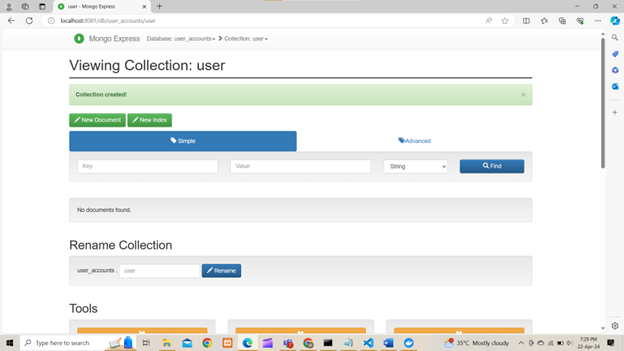 user - Mongo Express
localhost:8081/db/user_accounts/user
Mongo Express Database: user_accounts Collection: user
Viewing Collection: user
Collection created!
New Document New Index
Simple Advanced
Key Value String Find
No documents found.
Rename Collection
user_accounts . user Rename
Tools
Type here to search
35°C Mostly cloudy
7:29 PM
22-Apr-24